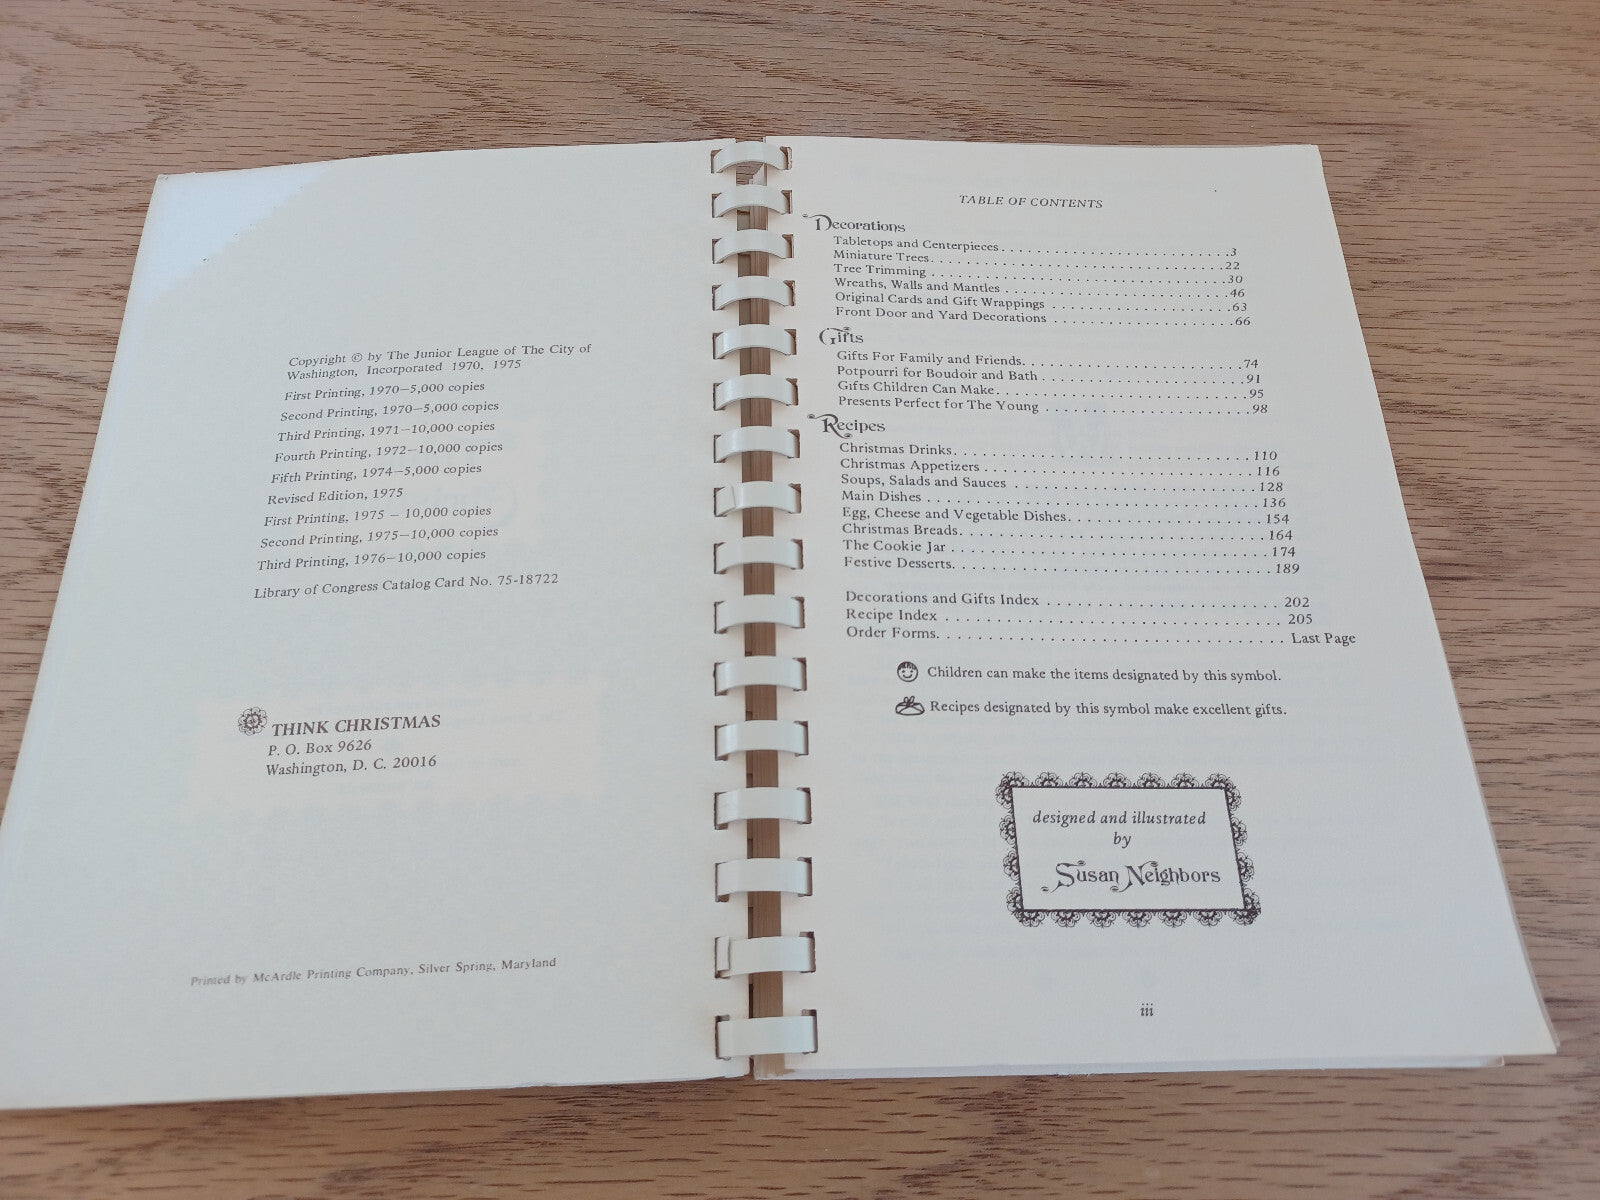 Copyright © by The Junior League of The City of
Washington, Incorporated 1970, 1975
First Printing, 1970—5,000 copies
Second Printing, 1970—5,000 copies
Third Printing, 1971—10,000 copies
Fourth Printing, 1972—10,000 copies
Fifth Printing, 1974—5,000 copies
Revised Edition, 1975
First Printing, 1975 — 10,000 copies
Second Printing, 1975—10,000 copies
Third Printing, 1976—10,000 copies
Library of Congress Catalog Card No. 75-18722
THINK CHRISTMAS
P. O. Box 9626
Washington, D. C. 20016
Printed by McArdle Printing Company, Silver Spring, Maryland
TABLE OF CONTENTS
Decorations
Tabletops and Centerpieces . . . . . . . . . . . . . . . . . . . . . . . . . . .3
Miniature Trees. . . . . . . . . . . . . . . . . . . . . . . . . . . . . . . . . .22
Tree Trimming . . . . . . . . . . . . . . . . . . . . . . . . . . . . . . . . . .30
Wreaths, Walls and Mantles . . . . . . . . . . . . . . . . . . . . . . . . . .46
Original Cards and Gift Wrappings . . . . . . . . . . . . . . . . . . . . .63
Front Door and Yard Decorations . . . . . . . . . . . . . . . . . . . . .66
Gifts
Gifts For Family and Friends. . . . . . . . . . . . . . . . . . . . . . . . .74
Potpourri for Boudoir and Bath . . . . . . . . . . . . . . . . . . . . . . .91
Gifts Children Can Make. . . . . . . . . . . . . . . . . . . . . . . . . . . .95
Presents Perfect for The Young . . . . . . . . . . . . . . . . . . . . . . .98
Recipes
Christmas Drinks. . . . . . . . . . . . . . . . . . . . . . . . . . . . . . . . . 110
Christmas Appetizers . . . . . . . . . . . . . . . . . . . . . . . . . . . . . . 116
Soups, Salads and Sauces . . . . . . . . . . . . . . . . . . . . . . . . . . . 128
Main Dishes . . . . . . . . . . . . . . . . . . . . . . . . . . . . . . . . . . . . 136
Egg, Cheese and Vegetable Dishes. . . . . . . . . . . . . . . . . . . . . . 154
Christmas Breads. . . . . . . . . . . . . . . . . . . . . . . . . . . . . . . . . . 164
The Cookie Jar . . . . . . . . . . . . . . . . . . . . . . . . . . . . . . . . . . . 174
Festive Desserts. . . . . . . . . . . . . . . . . . . . . . . . . . . . . . . . . . . 189
Decorations and Gifts Index . . . . . . . . . . . . . . . . . . . . . . . . . . 202
Recipe Index . . . . . . . . . . . . . . . . . . . . . . . . . . . . . . . . . . . . . 205
Order Forms. . . . . . . . . . . . . . . . . . . . . . . . . . . . . . . . . . . . . Last Page
Children can make the items designated by this symbol.
Recipes designated by this symbol make excellent gifts.
designed and illustrated
by
Susan Neighbors
iii